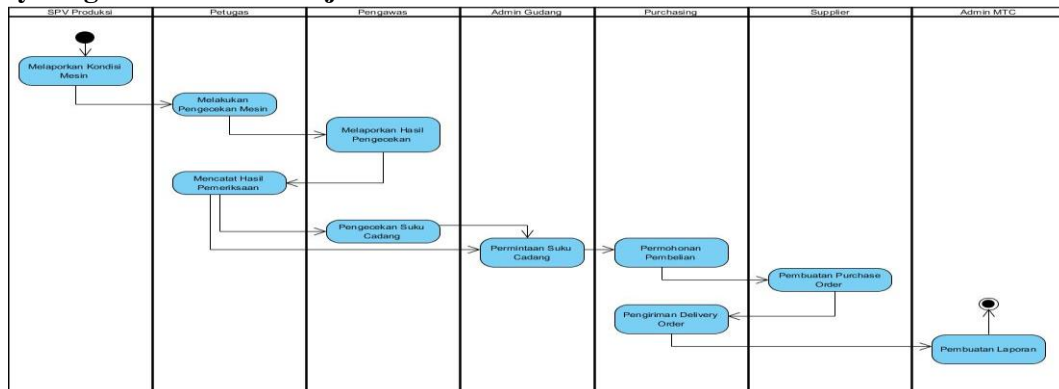 SPV Produksi
Petugas
Pengawas
Admin Gudang
Purchasing
Supplier
Admin MTC
Melaporkan Kondisi
Mesin
Melakukan
Pengecekan Mesin
Melaporkan Hasil
Pengecekan
Mencatat Hasil
Pemeriksaan
Pengecekan Suku
Cadang
Permintaan Suku
Cadang
Permohonan
Pembelian
Pembuatan Purchase
Order
Pengiriman Delivery
Order
Pembuatan Laporan